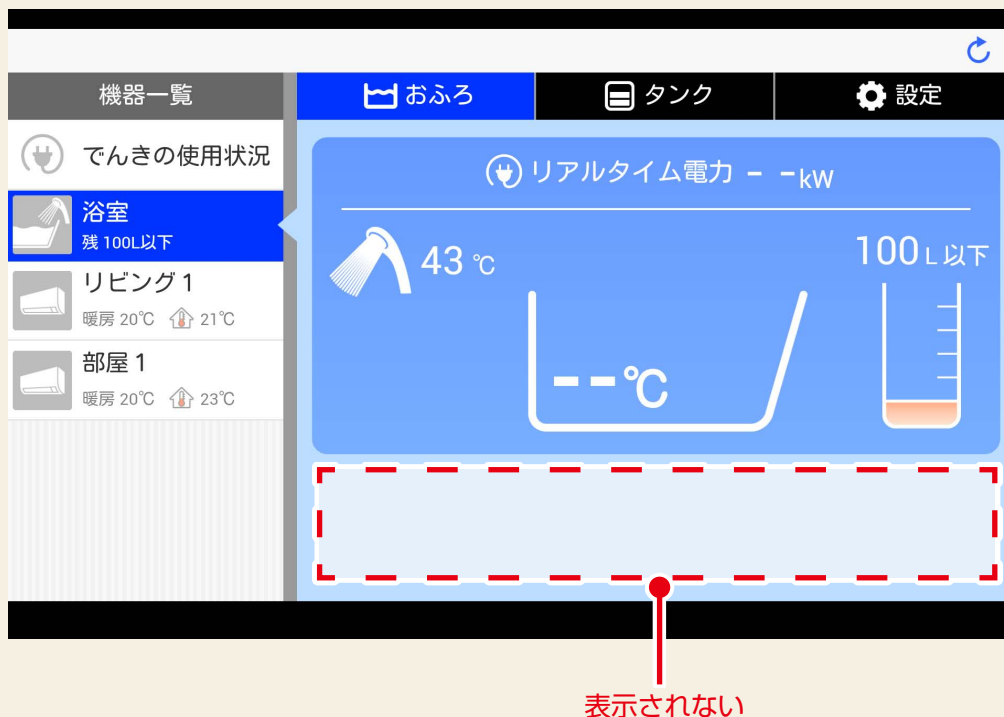 機器一覧
おふろ
タンク
設定
でんきの使用状況
浴室
残 100L以下
リビング 1
暖房 20℃ 21℃
部屋 1
暖房 20℃ 23℃
リアルタイム電力 - - kW
43 ℃
100 L 以下
--℃
表示されない